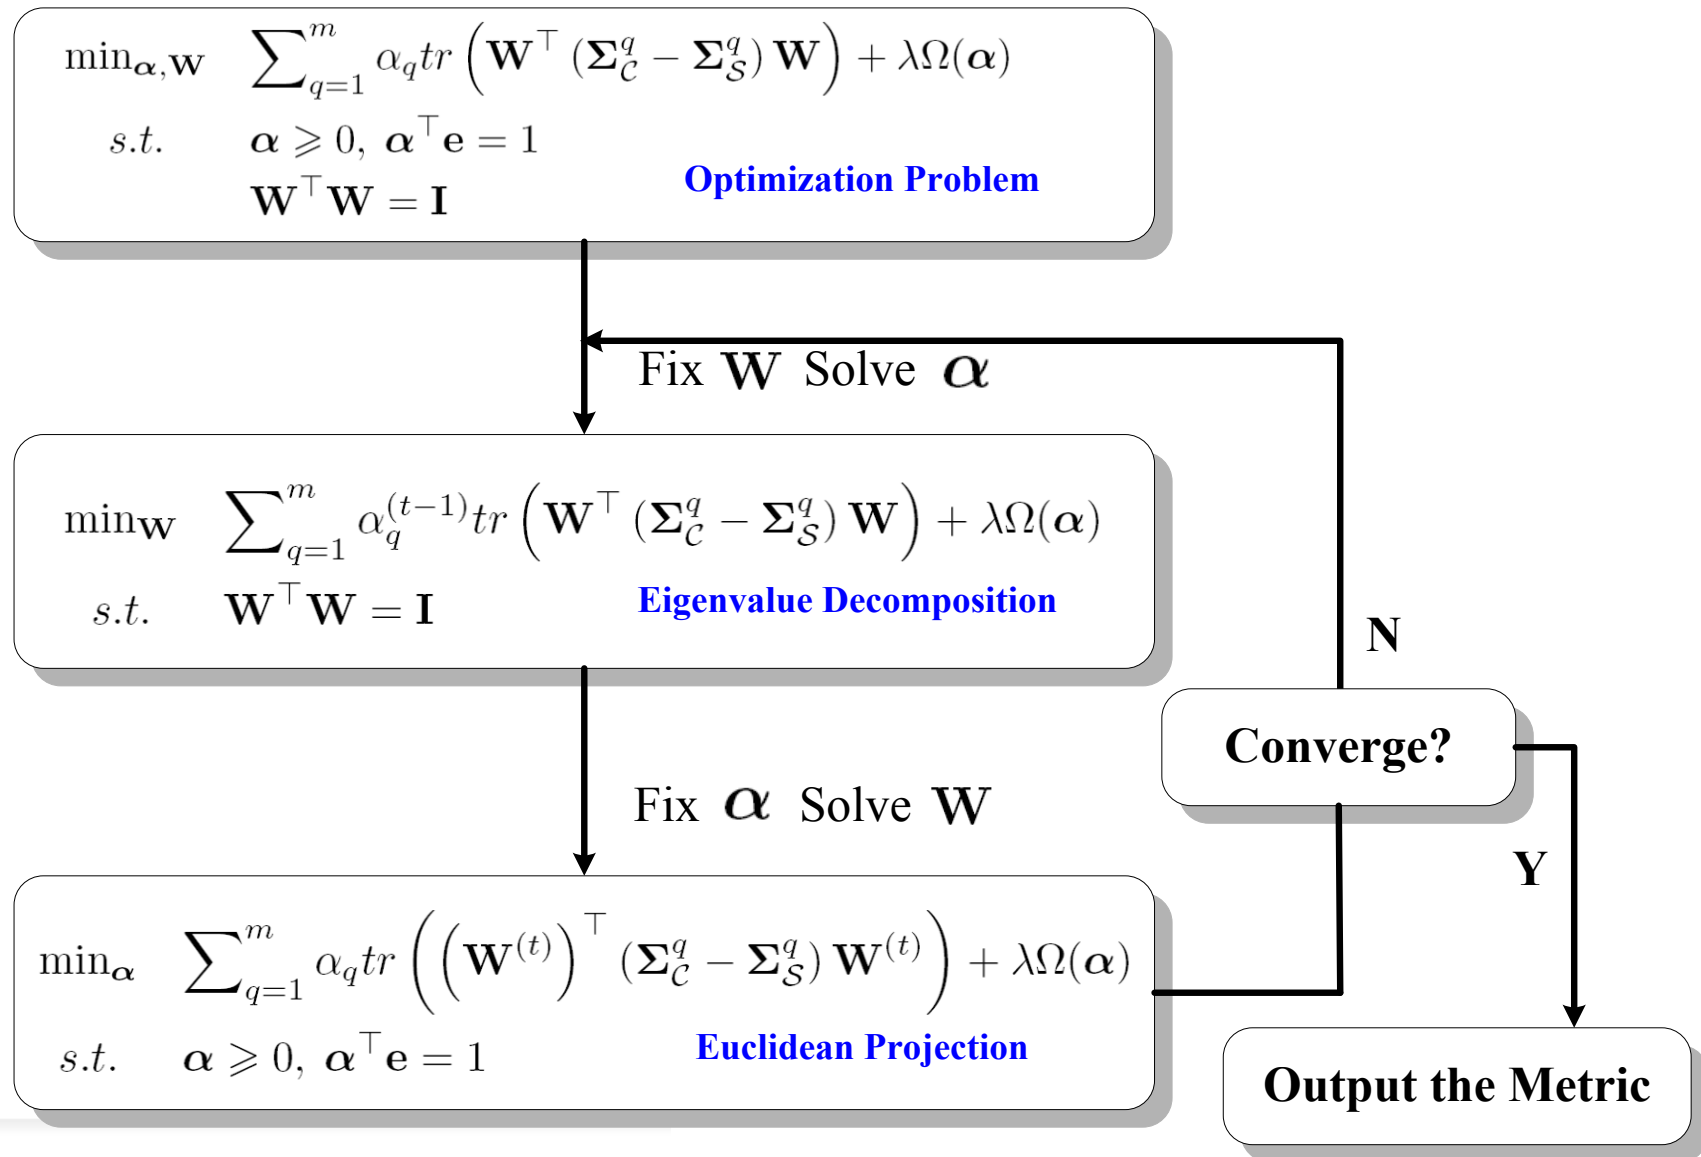 min_{α,W} ∑_{q=1}^{m} α_q tr (W^⊤ (Σ_C^q − Σ_S^q) W) + λΩ(α)
s.t. α ⩾ 0, α^⊤ e = 1
W^⊤ W = I
Optimization Problem
Fix W Solve α
min_W ∑_{q=1}^{m} α_q^{(t−1)} tr (W^⊤ (Σ_C^q − Σ_S^q) W) + λΩ(α)
s.t. W^⊤ W = I
Eigenvalue Decomposition
N
Converge?
Fix α Solve W
Y
min_α ∑_{q=1}^{m} α_q tr ((W^{(t)})^⊤ (Σ_C^q − Σ_S^q) W^{(t)}) + λΩ(α)
s.t. α ⩾ 0, α^⊤ e = 1
Euclidean Projection
Output the Metric